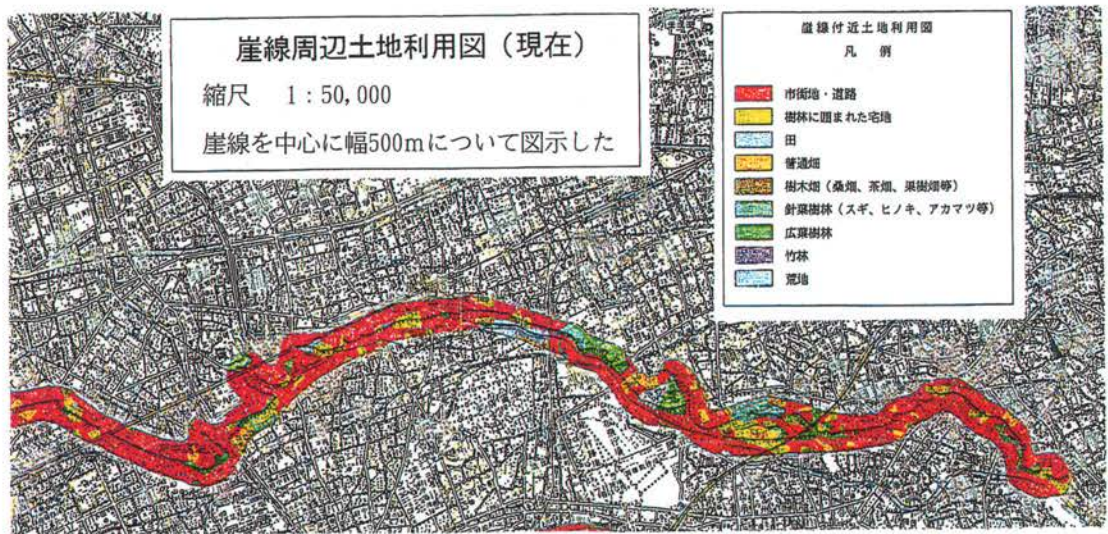 崖線周辺土地利用図（現在）
縮尺　1：50,000
崖線を中心に幅500mについて図示した
崖線付近土地利用図
凡　例
市街地・道路
樹林に囲まれた宅地
田
普通畑
樹木畑（桑畑、茶畑、果樹畑等）
針葉樹林（スギ、ヒノキ、アカマツ等）
広葉樹林
竹林
荒地